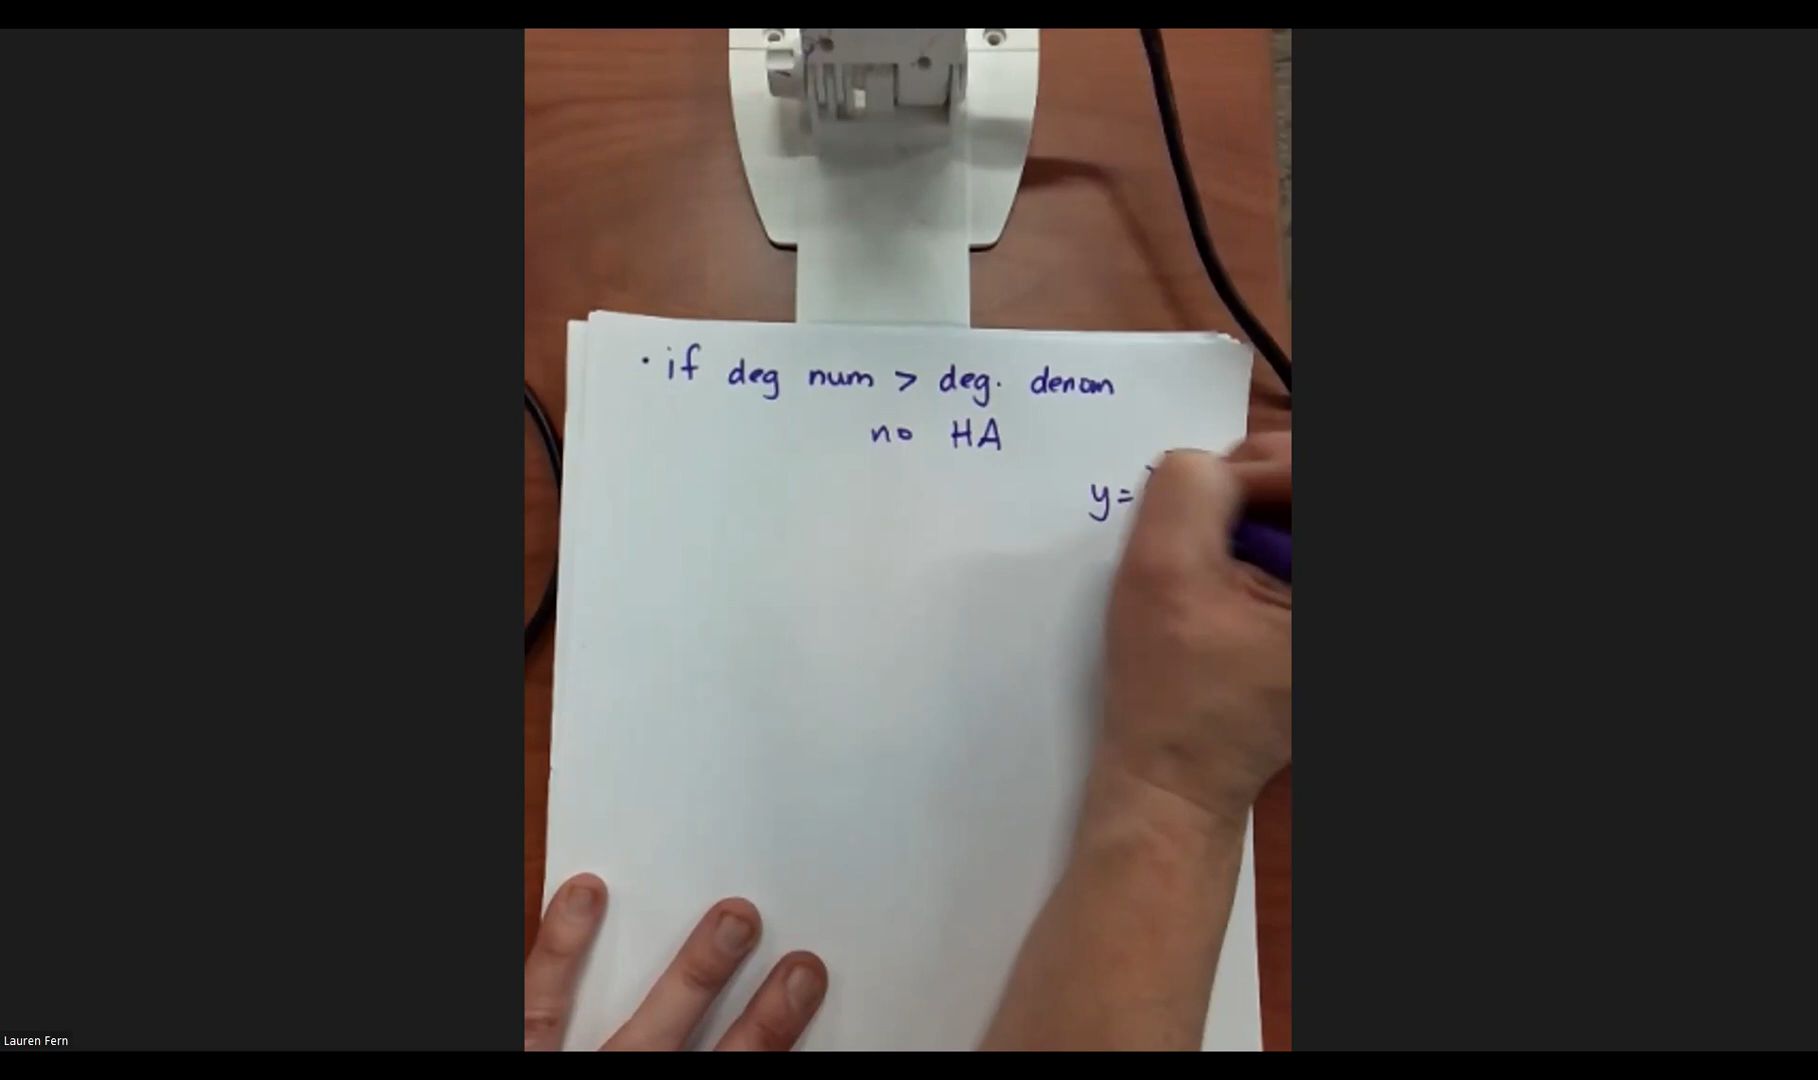 • if deg num > deg. denom
no HA
y=
Lauren Fern